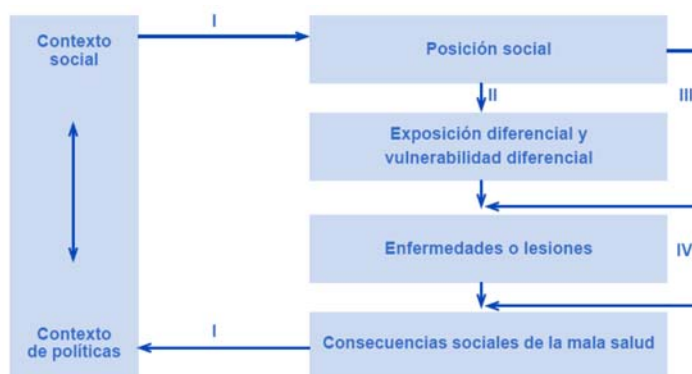 Contexto
social
I
Posición social
II
III
Exposición diferencial y
vulnerabilidad diferencial
Enfermedades o lesiones
IV
Contexto
de políticas
I
Consecuencias sociales de la mala salud